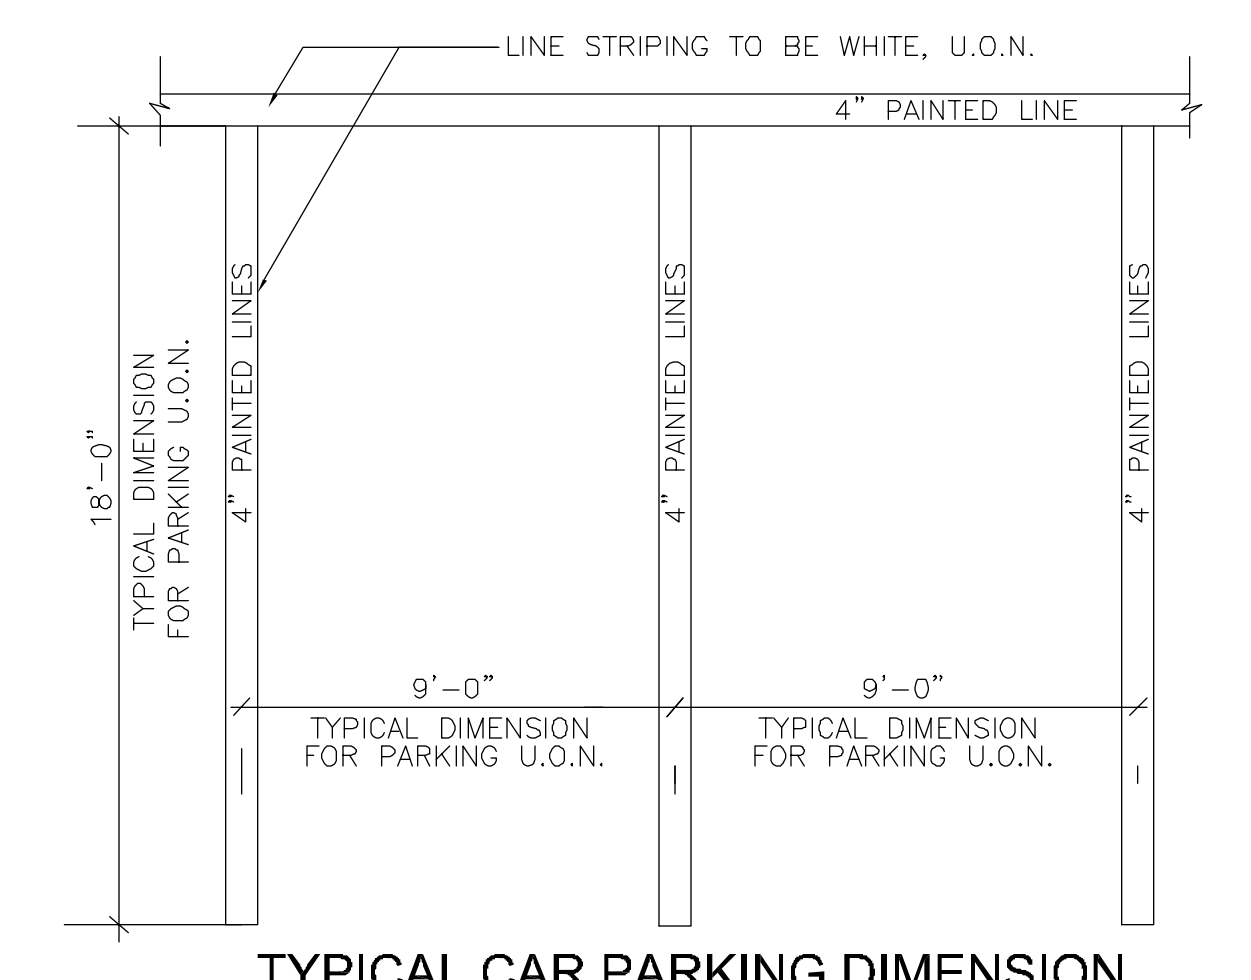 LINE STRIPING TO BE WHITE, U.O.N.
4" PAINTED LINE
18'-0"
TYPICAL DIMENSION
FOR PARKING U.O.N.
4" PAINTED LINES
4" PAINTED LINES
4" PAINTED LINES
9'-0"
TYPICAL DIMENSION
FOR PARKING U.O.N.
9'-0"
TYPICAL DIMENSION
FOR PARKING U.O.N.
TYPICAL CAR PARKING DIMENSION